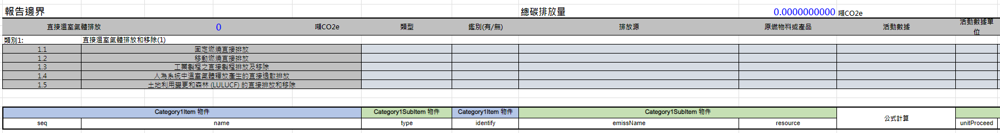 報告邊界 總碳排放量 0.0000000000 噸CO2e
直接溫室氣體排放 0 噸CO2e 類型 鑑別(有/無) 排放源 原燃物料或產品 活動數據 活動數據單位
類別1: 直接溫室氣體排放和移除(1)
1.1 固定燃燒直接排放
1.2 移動燃燒直接排放
1.3 工業製程之直接製程排放及移除
1.4 人為系統中溫室氣體釋放產生的直接逸散排放
1.5 土地利用變更和森林 (LULUCF) 的直接排放和移除
Category1Item 物件 Category1SubItem 物件 Category1Item 物件 Category1SubItem 物件 公式計算
seq name type identify emissName resource unitProceed